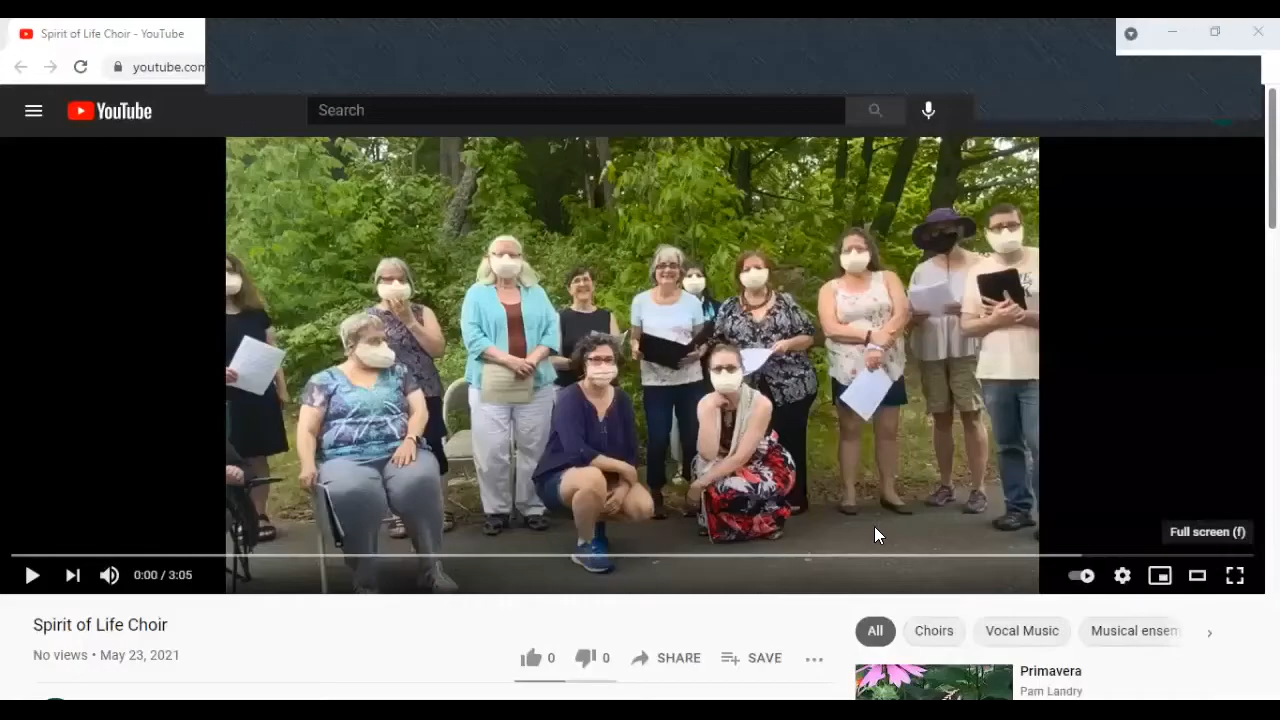 Spirit of Life Choir - YouTube
youtube.com
YouTube
Search
Full screen (f)
0:00 / 3:05
Spirit of Life Choir
No views • May 23, 2021
0 0 SHARE SAVE
All Choirs Vocal Music Musical ensem
Primavera
Pam Landry